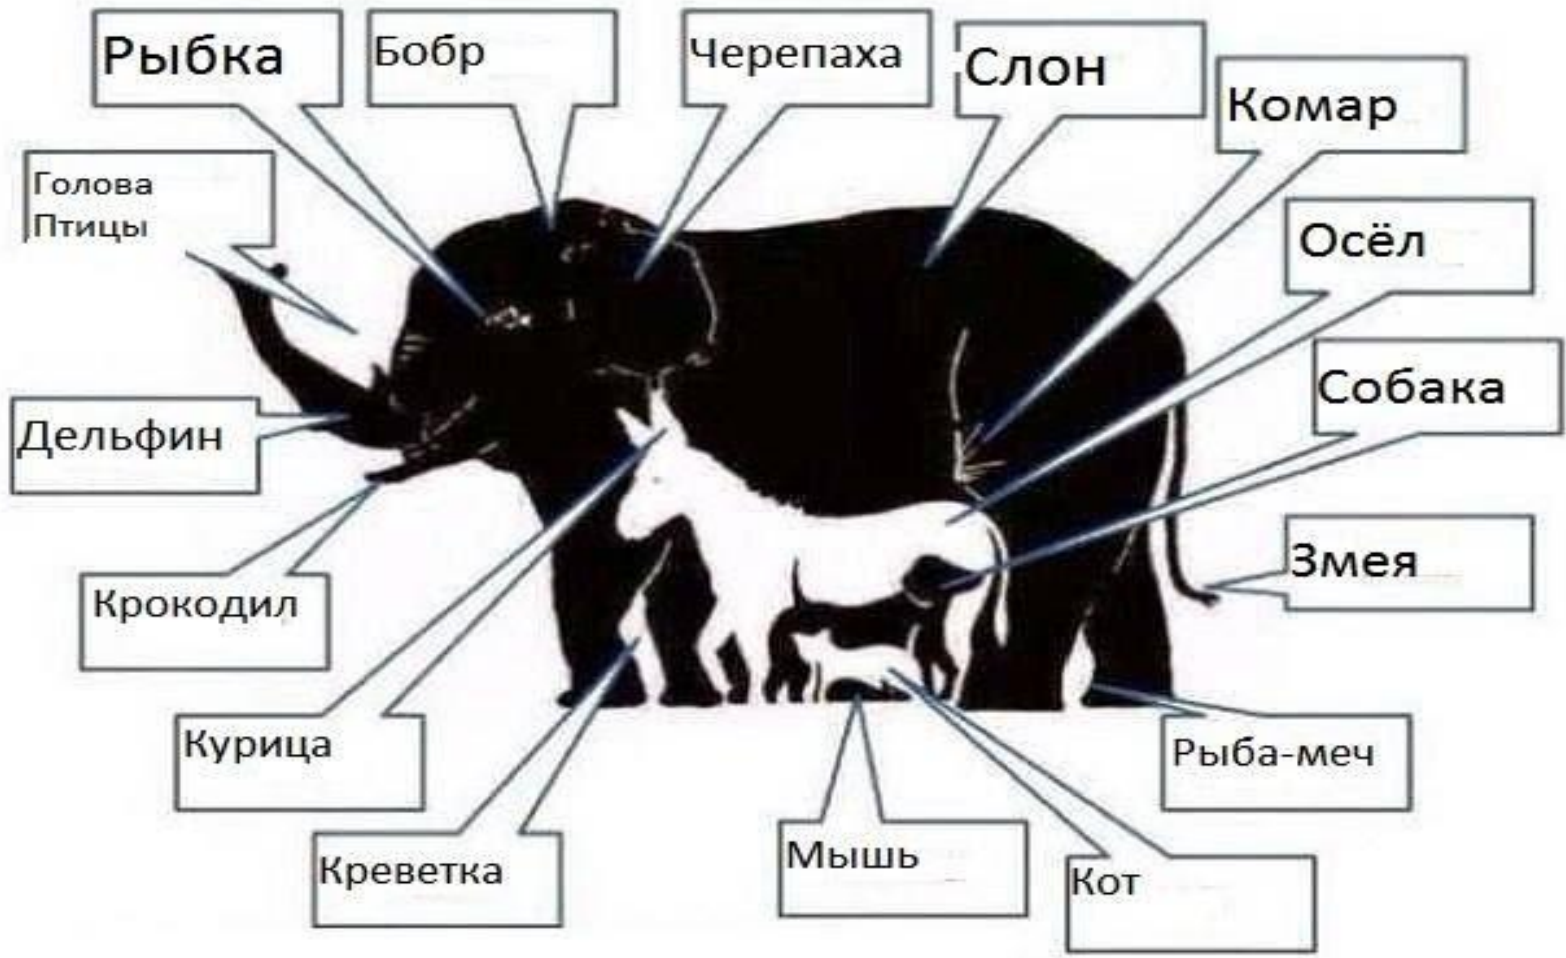 Рыбка
Бобр
Черепаха
Слон
Комар
Голова
Птицы
Осёл
Собака
Дельфин
Змея
Крокодил
Курица
Рыба-меч
Креветка
Мышь
Кот